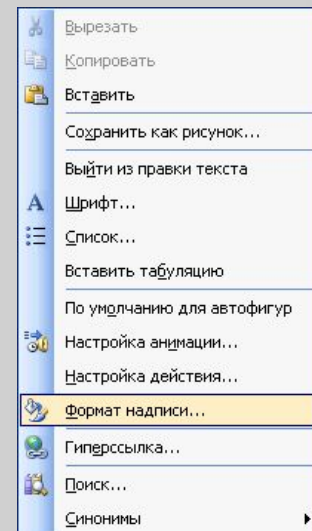 Вырезать
Копировать
Вставить
Сохранить как рисунок...
Выйти из правки текста
Шрифт...
Список...
Вставить табуляцию
По умолчанию для автофигур
Настройка анимации...
Настройка действия...
Формат надписи...
Гиперссылка...
Поиск...
Синонимы